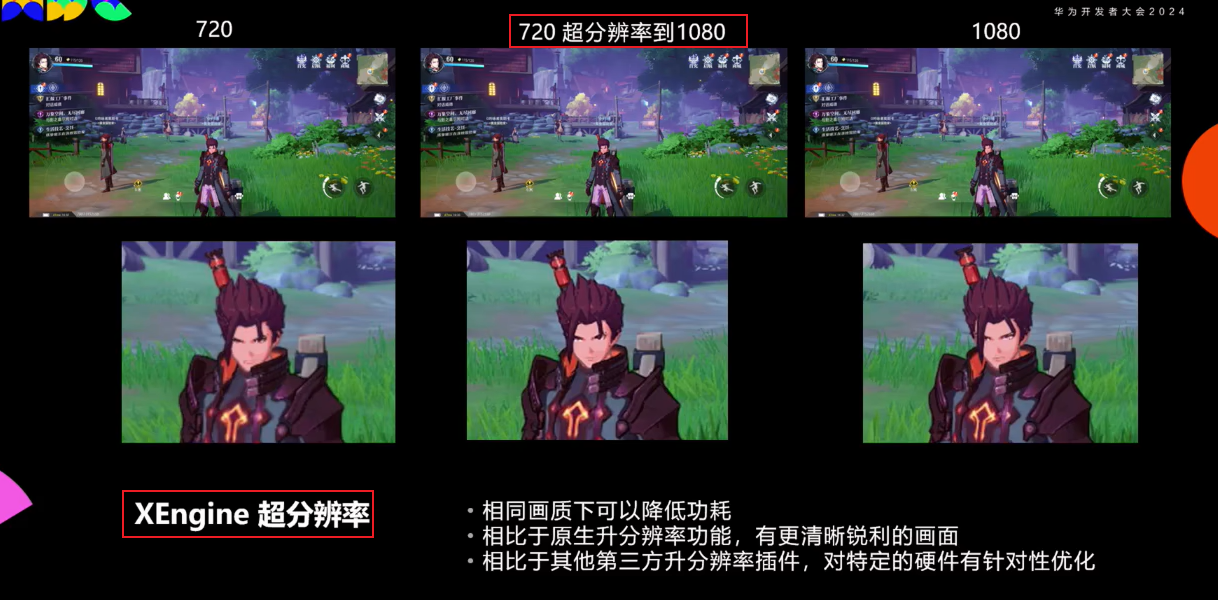 华为开发者大会2024
720
720 超分辨率到1080
1080
XEngine 超分辨率
• 相同画质下可以降低功耗
• 相比于原生升分辨率功能，有更清晰锐利的画面
• 相比于其他第三方升分辨率插件，对特定的硬件有针对性优化